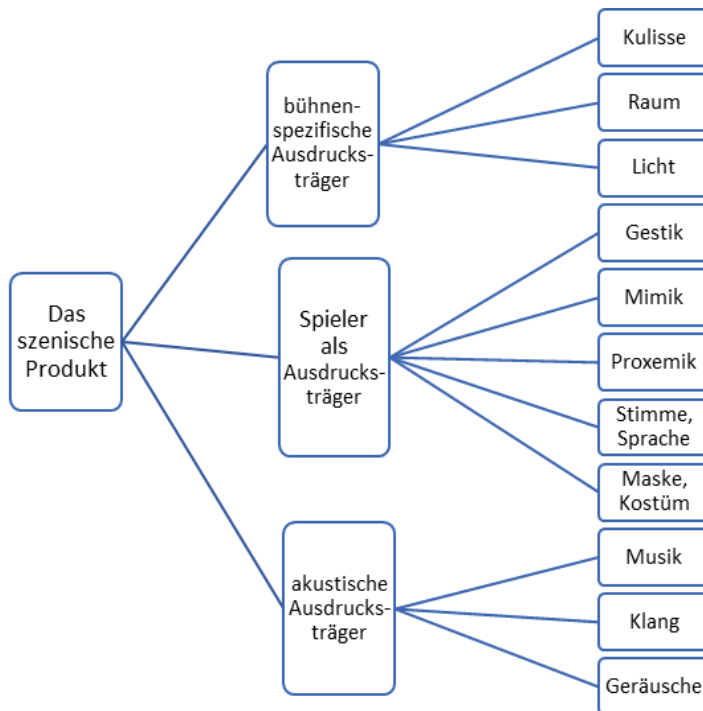 Das
szenische
Produkt
bühnen-
spezifische
Ausdrucks-
träger
Kulisse
Raum
Licht
Spieler
als
Ausdrucks-
träger
Gestik
Mimik
Proxemik
Stimme,
Sprache
Maske,
Kostüm
akustische
Ausdrucks-
träger
Musik
Klang
Geräusche